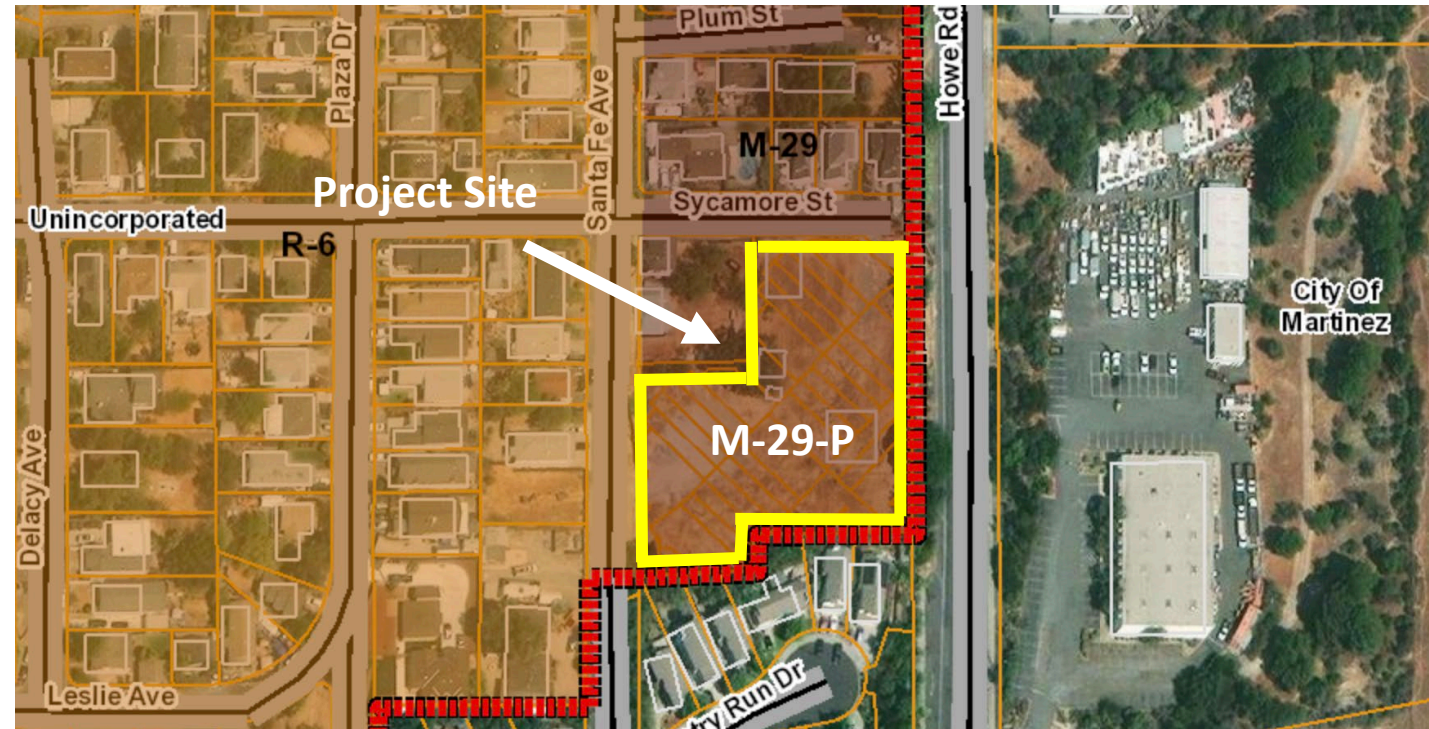 Plum St
Howe Rd
Plaza Dr
Santa Fe Ave
M-29
Project Site
Sycamore St
Unincorporated
R-6
City Of
Martinez
M-29-P
Delacy Ave
Leslie Ave
try Run Dr